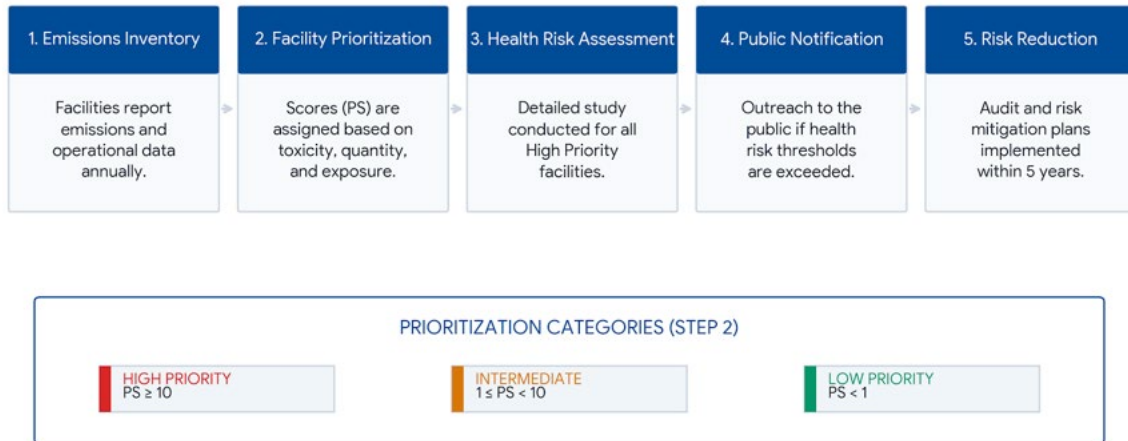 1. Emissions Inventory
Facilities report
emissions and
operational data
annually.
2. Facility Prioritization
Scores (PS) are
assigned based on
toxicity, quantity,
and exposure.
3. Health Risk Assessment
Detailed study
conducted for all
High Priority
facilities.
4. Public Notification
Outreach to the
public if health
risk thresholds
are exceeded.
5. Risk Reduction
Audit and risk
mitigation plans
implemented
within 5 years.
PRIORITIZATION CATEGORIES (STEP 2)
HIGH PRIORITY
PS ≥ 10
INTERMEDIATE
1 ≤ PS < 10
LOW PRIORITY
PS < 1